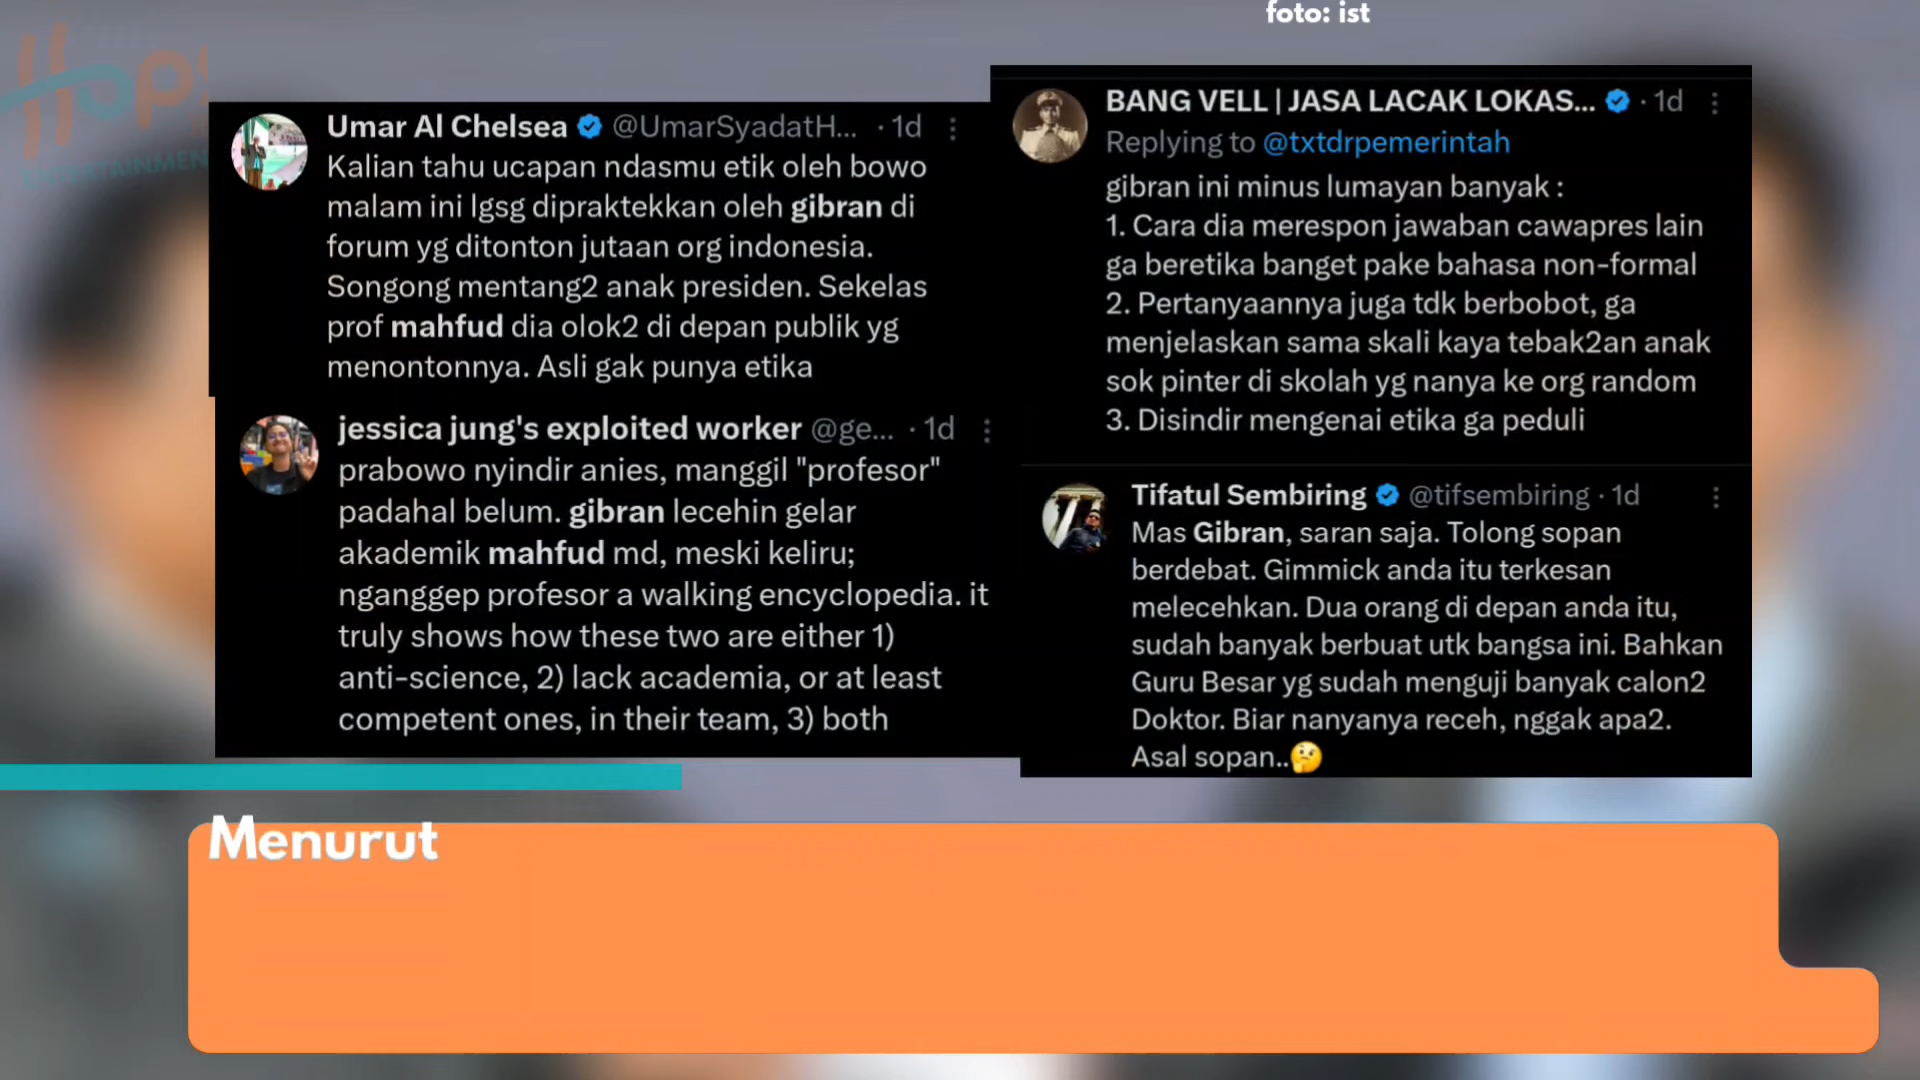 foto: ist
Hops
ENTERTAINMEN
Umar Al Chelsea @UmarSyadatH... · 1d
Kalian tahu ucapan ndasmu etik oleh bowo
malam ini lgsg dipraktekkan oleh gibran di
forum yg ditonton jutaan org indonesia.
Songong mentang2 anak presiden. Sekelas
prof mahfud dia olok2 di depan publik yg
menontonnya. Asli gak punya etika
jessica jung's exploited worker @ge... · 1d
prabowo nyindir anies, manggil "profesor"
padahal belum. gibran lecehin gelar
akademik mahfud md, meski keliru;
nganggep profesor a walking encyclopedia. it
truly shows how these two are either 1)
anti-science, 2) lack academia, or at least
competent ones, in their team, 3) both
BANG VELL | JASA LACAK LOKAS... · 1d
Replying to @txtdrpemerintah
gibran ini minus lumayan banyak :
1. Cara dia merespon jawaban cawapres lain
ga beretika banget pake bahasa non-formal
2. Pertanyaannya juga tdk berbobot, ga
menjelaskan sama skali kaya tebak2an anak
sok pinter di skolah yg nanya ke org random
3. Disindir mengenai etika ga peduli
Tifatul Sembiring @tifsembiring · 1d
Mas Gibran, saran saja. Tolong sopan
berdebat. Gimmick anda itu terkesan
melecehkan. Dua orang di depan anda itu,
sudah banyak berbuat utk bangsa ini. Bahkan
Guru Besar yg sudah menguji banyak calon2
Doktor. Biar nanyanya receh, nggak apa2.
Asal sopan..🤔
Menurut